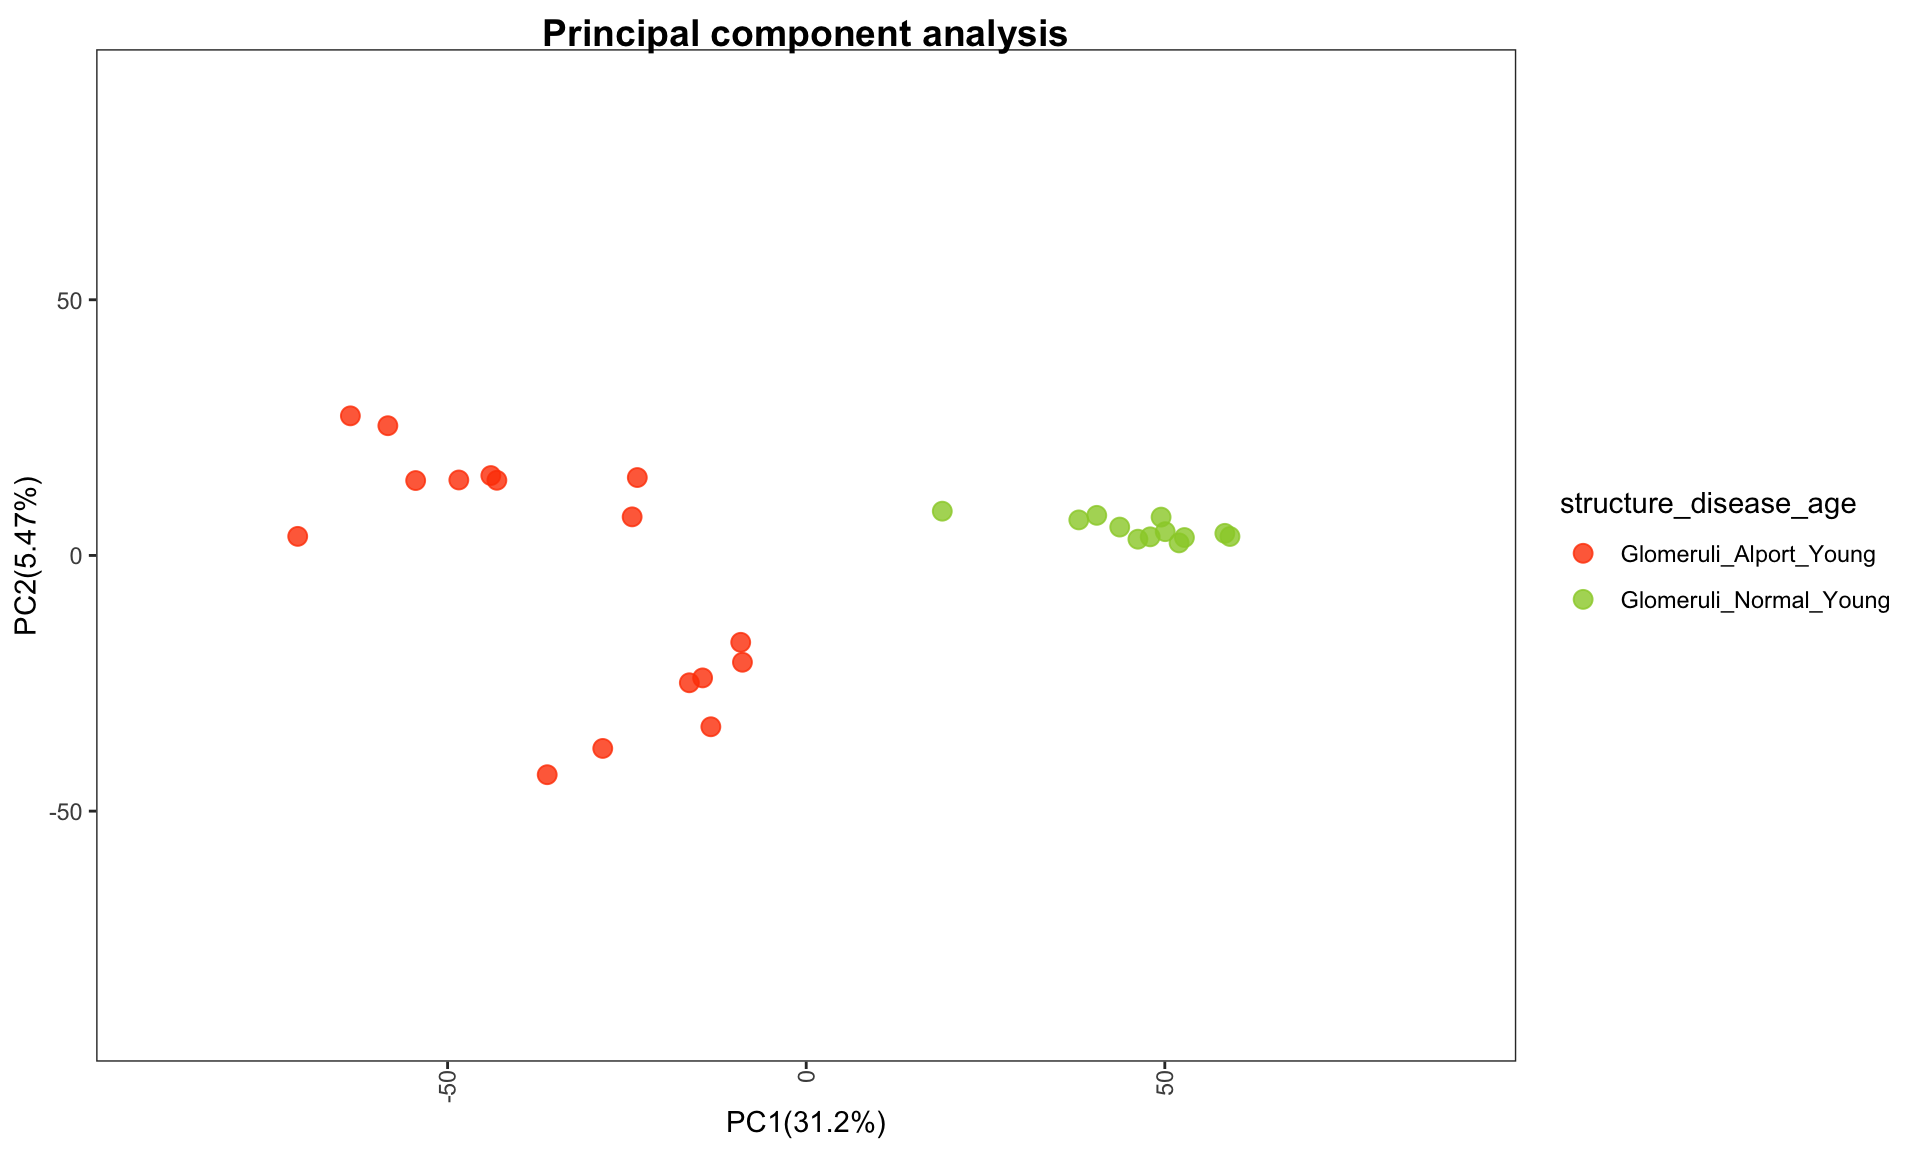 Principal component analysis
50
0
-50
PC2(5.47%)
-50
0
50
PC1(31.2%)
structure_disease_age
Glomeruli_Alport_Young
Glomeruli_Normal_Young